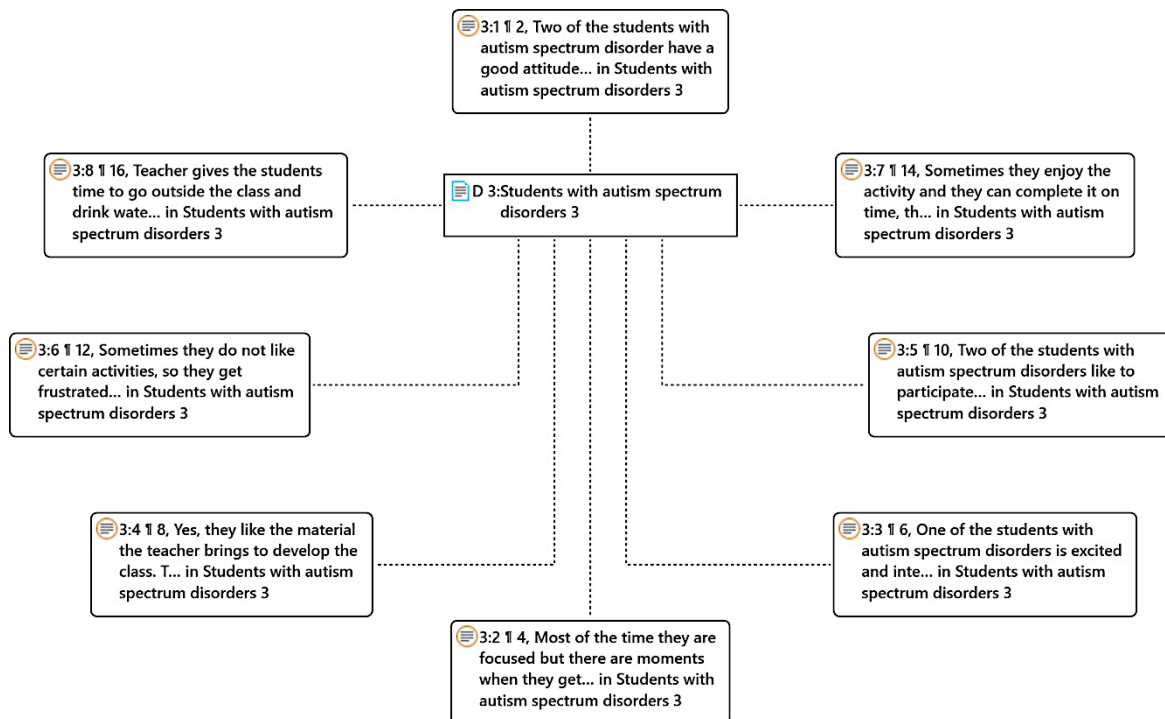 3:1 ¶ 2, Two of the students with
autism spectrum disorder have a
good attitude... in Students with
autism spectrum disorders 3
3:8 ¶ 16, Teacher gives the students
time to go outside the class and
drink wate... in Students with autism
spectrum disorders 3
D 3:Students with autism spectrum
disorders 3
3:7 ¶ 14, Sometimes they enjoy the
activity and they can complete it on
time, th... in Students with autism
spectrum disorders 3
3:6 ¶ 12, Sometimes they do not like
certain activities, so they get
frustrated... in Students with autism
spectrum disorders 3
3:5 ¶ 10, Two of the students with
autism spectrum disorders like to
participate... in Students with autism
spectrum disorders 3
3:4 ¶ 8, Yes, they like the material
the teacher brings to develop the
class. T... in Students with autism
spectrum disorders 3
3:3 ¶ 6, One of the students with
autism spectrum disorders is excited
and inte... in Students with autism
spectrum disorders 3
3:2 ¶ 4, Most of the time they are
focused but there are moments
when they get... in Students with
autism spectrum disorders 3